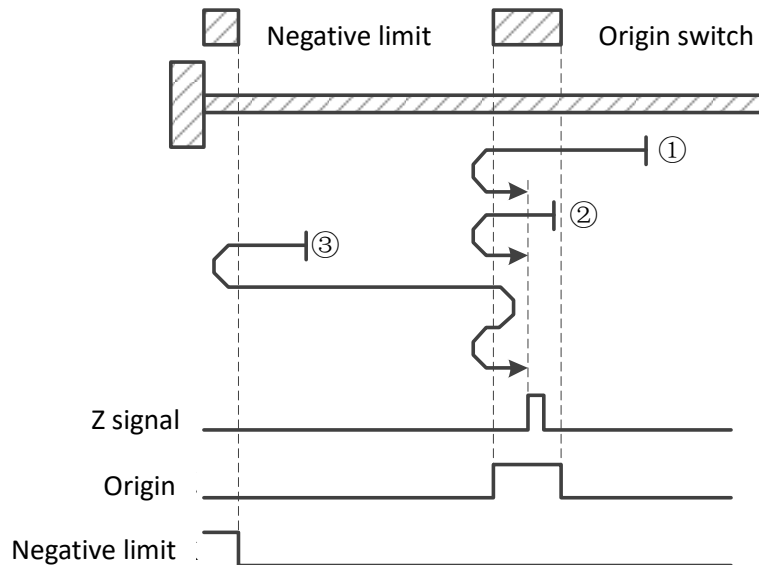 Negative limit Origin switch
①
②
③
Z signal
Origin
Negative limit